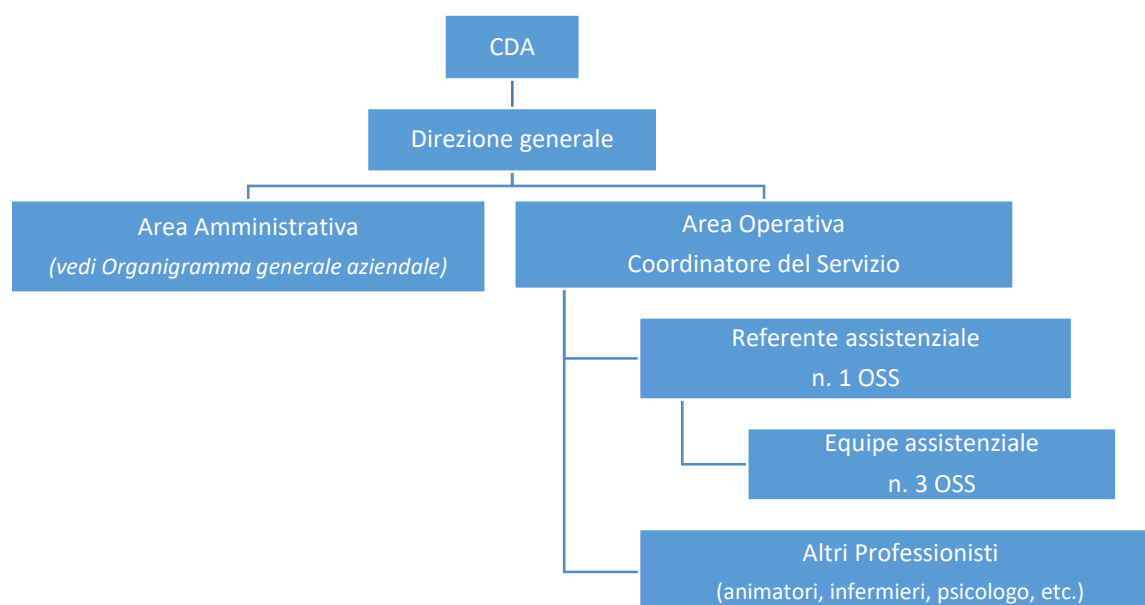 CDA
Direzione generale
Area Amministrativa
(vedi Organigramma generale aziendale)
Area Operativa
Coordinatore del Servizio
Referente assistenziale
n. 1 OSS
Equipe assistenziale
n. 3 OSS
Altri Professionisti
(animatori, infermieri, psicologo, etc.)